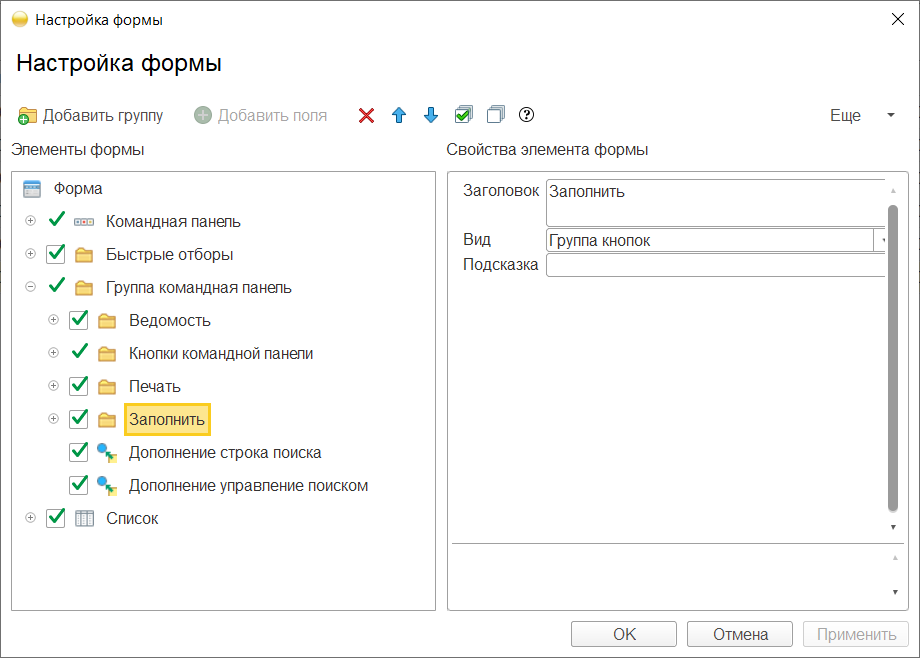 Настройка формы
Настройка формы
Добавить группу Добавить поля Еще
Элементы формы
Свойства элемента формы
Форма
Командная панель
Быстрые отборы
Группа командная панель
Ведомость
Кнопки командной панели
Печать
Заполнить
Дополнение строка поиска
Дополнение управление поиском
Список
Заголовок Заполнить
Вид Группа кнопок
Подсказка
OK Отмена Применить